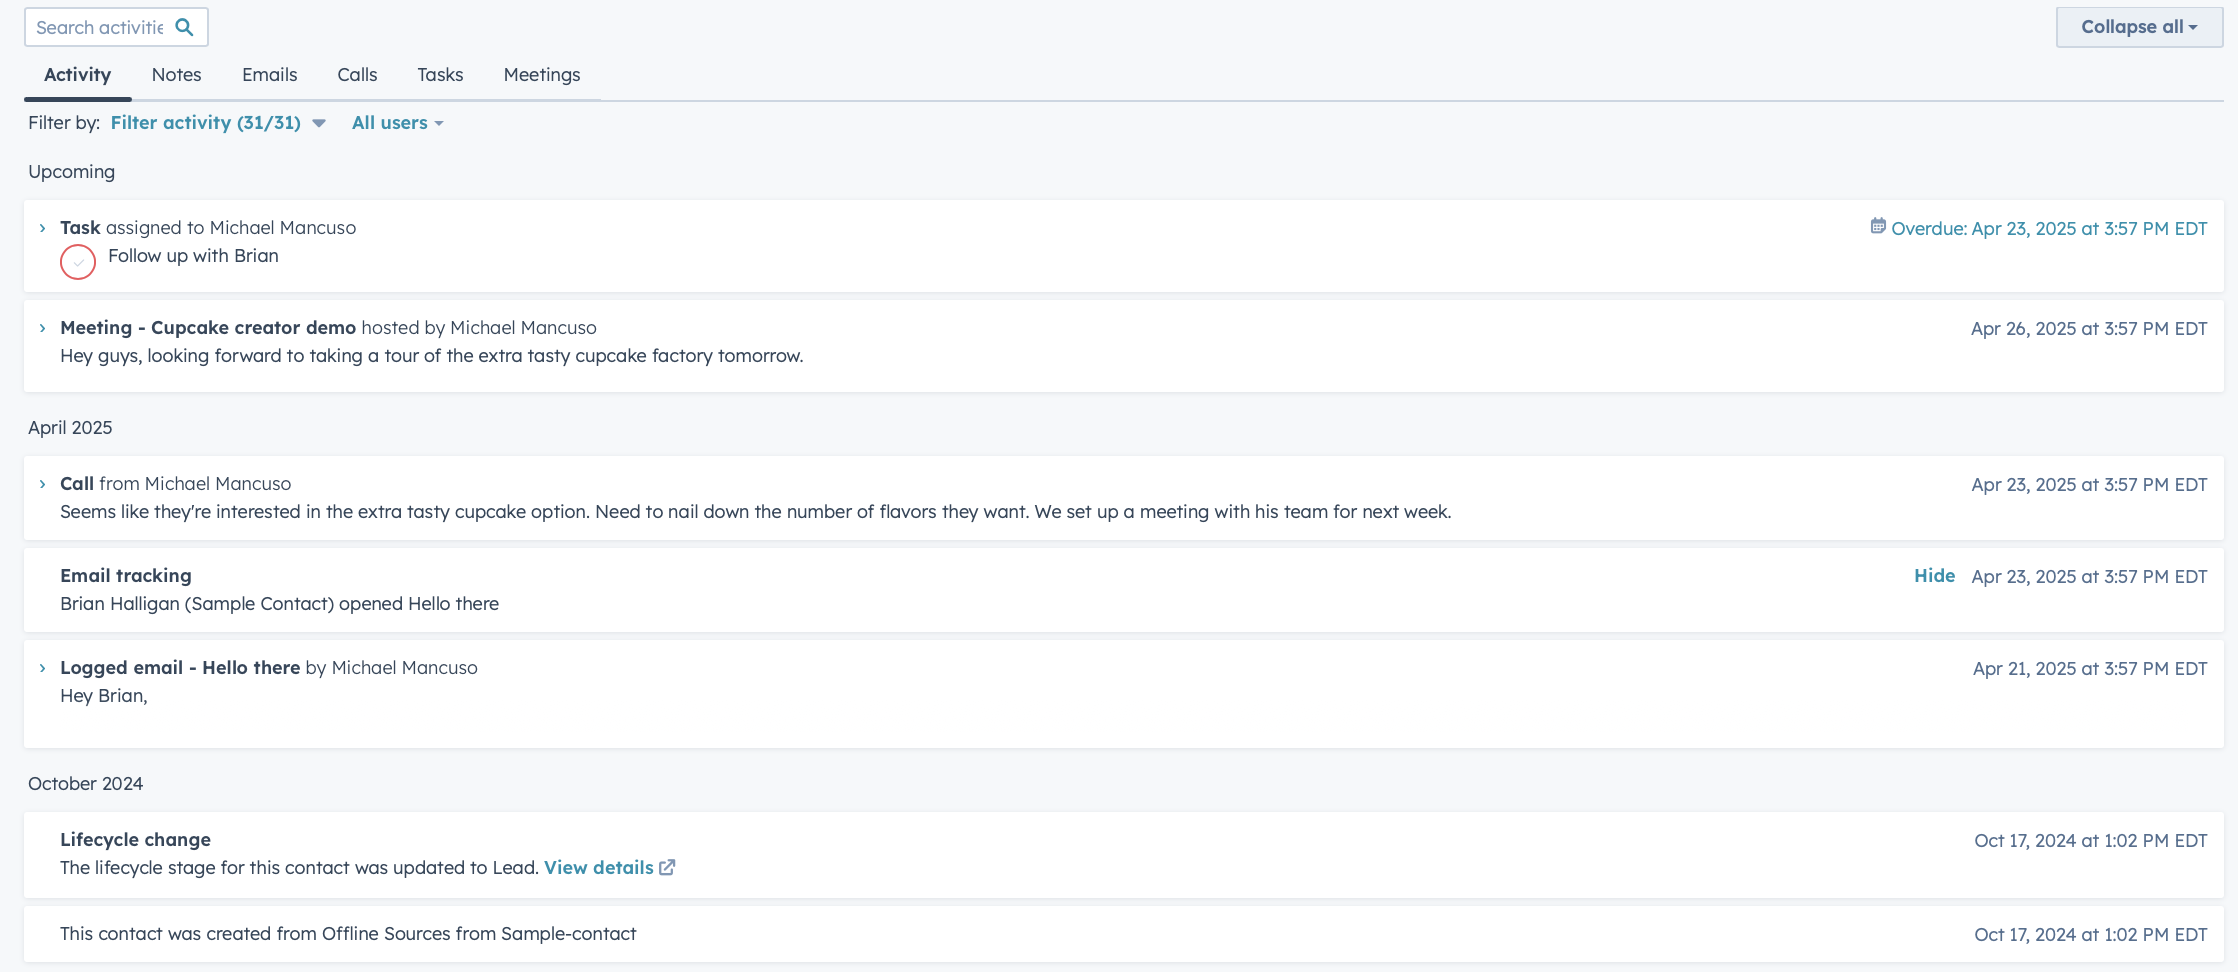 Search activitie
Collapse all
Activity Notes Emails Calls Tasks Meetings
Filter by: Filter activity (31/31) All users
Upcoming
Task assigned to Michael Mancuso Overdue: Apr 23, 2025 at 3:57 PM EDT
Follow up with Brian
Meeting - Cupcake creator demo hosted by Michael Mancuso Apr 26, 2025 at 3:57 PM EDT
Hey guys, looking forward to taking a tour of the extra tasty cupcake factory tomorrow.
April 2025
Call from Michael Mancuso Apr 23, 2025 at 3:57 PM EDT
Seems like they're interested in the extra tasty cupcake option. Need to nail down the number of flavors they want. We set up a meeting with his team for next week.
Email tracking Hide Apr 23, 2025 at 3:57 PM EDT
Brian Halligan (Sample Contact) opened Hello there
Logged email - Hello there by Michael Mancuso Apr 21, 2025 at 3:57 PM EDT
Hey Brian,
October 2024
Lifecycle change Oct 17, 2024 at 1:02 PM EDT
The lifecycle stage for this contact was updated to Lead. View details
This contact was created from Offline Sources from Sample-contact Oct 17, 2024 at 1:02 PM EDT